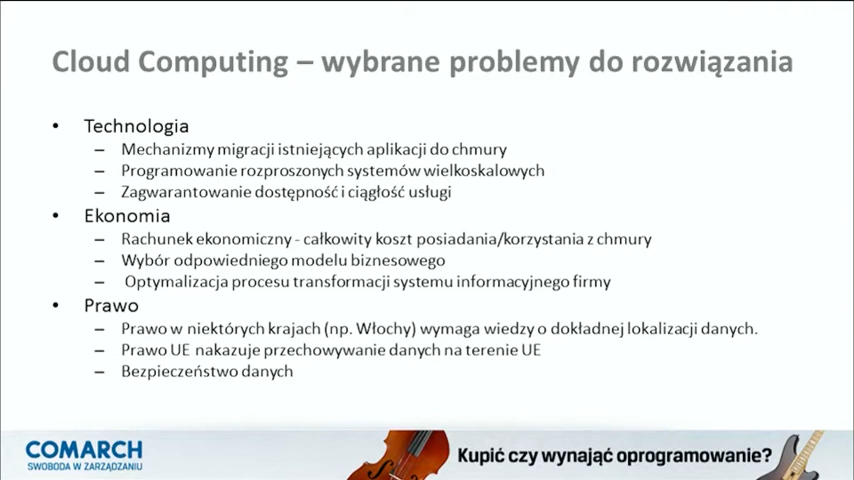 Cloud Computing – wybrane problemy do rozwiązania
• Technologia
– Mechanizmy migracji istniejących aplikacji do chmury
– Programowanie rozproszonych systemów wielkoskalowych
– Zagwarantowanie dostępność i ciągłość usługi
• Ekonomia
– Rachunek ekonomiczny - całkowity koszt posiadania/korzystania z chmury
– Wybór odpowiedniego modelu biznesowego
– Optymalizacja procesu transformacji systemu informacyjnego firmy
• Prawo
– Prawo w niektórych krajach (np. Włochy) wymaga wiedzy o dokładnej lokalizacji danych.
– Prawo UE nakazuje przechowywanie danych na terenie UE
– Bezpieczeństwo danych
COMARCH
SWOBODA W ZARZĄDZANIU
Kupić czy wynająć oprogramowanie?